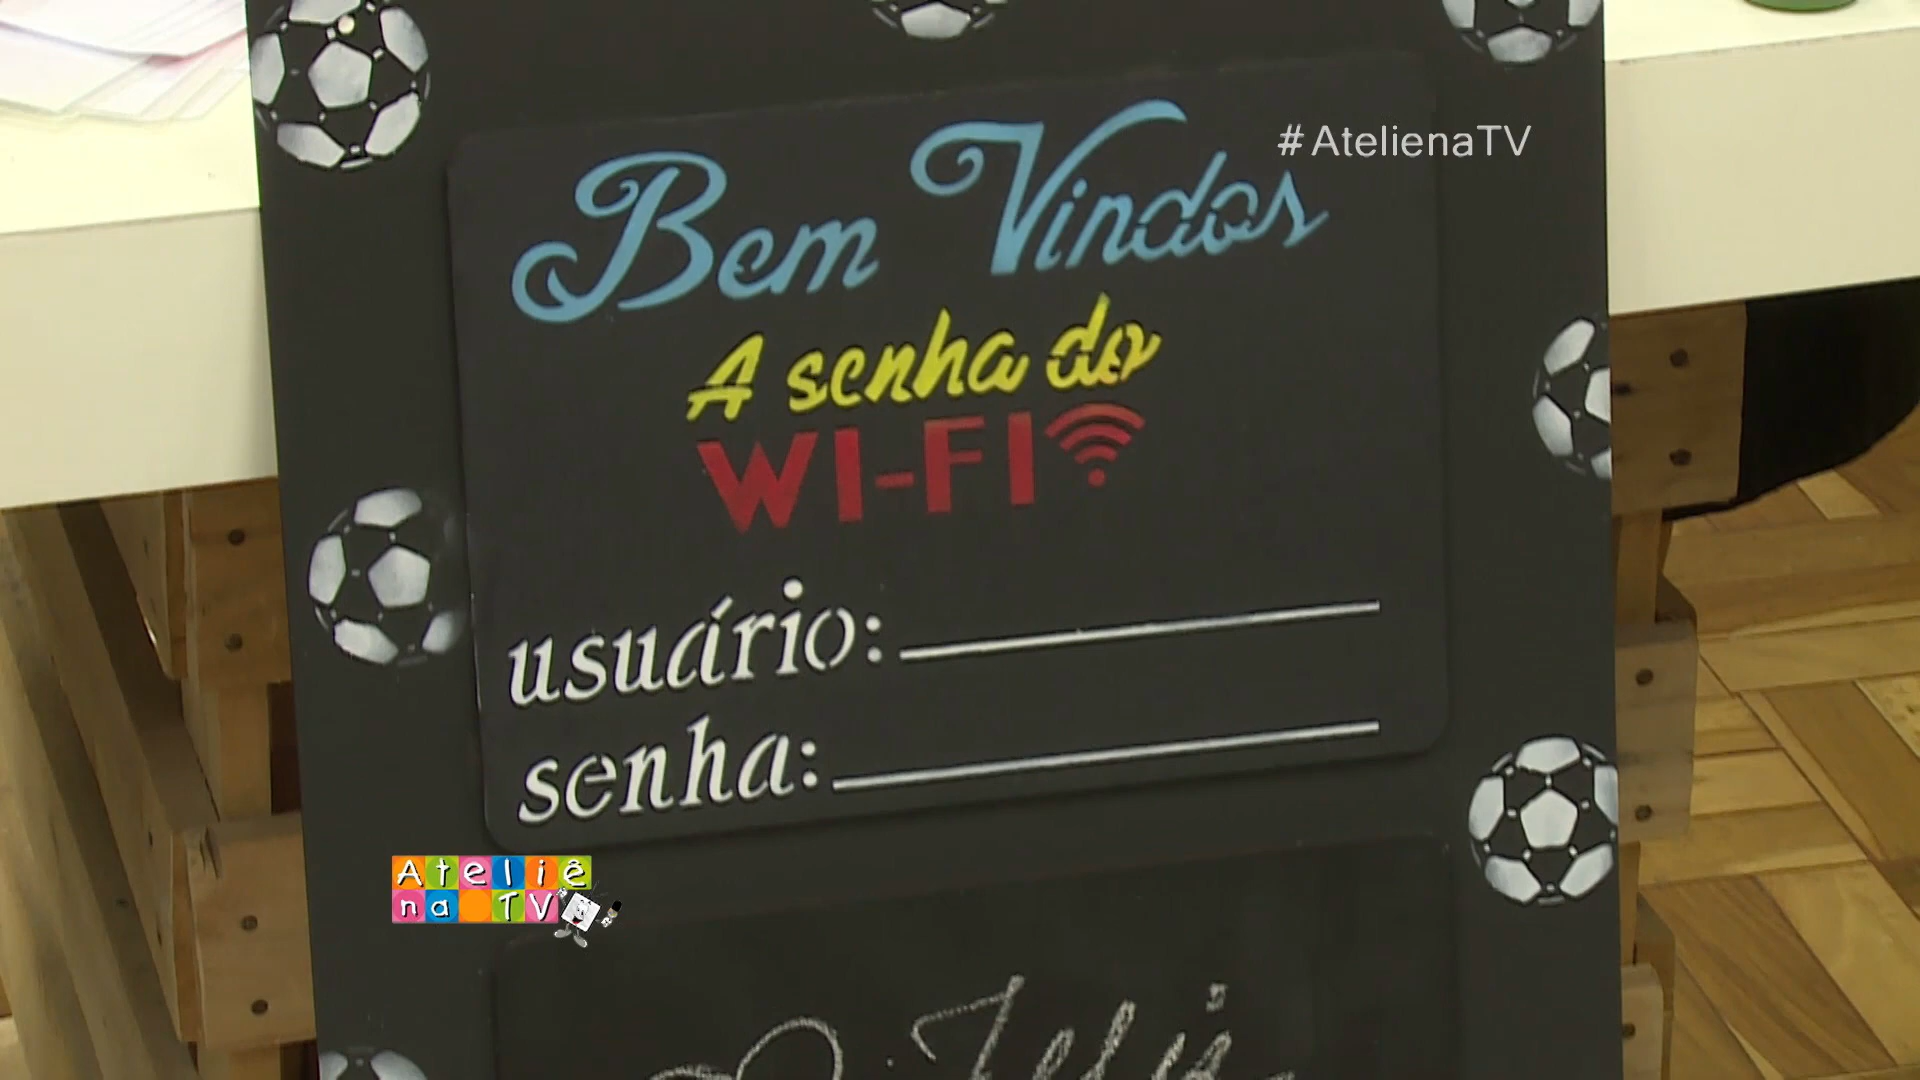 #AtelienaTV
Bem Vindos
A senha do
WI-FI
usuário:
senha:
Ateliê
na TV